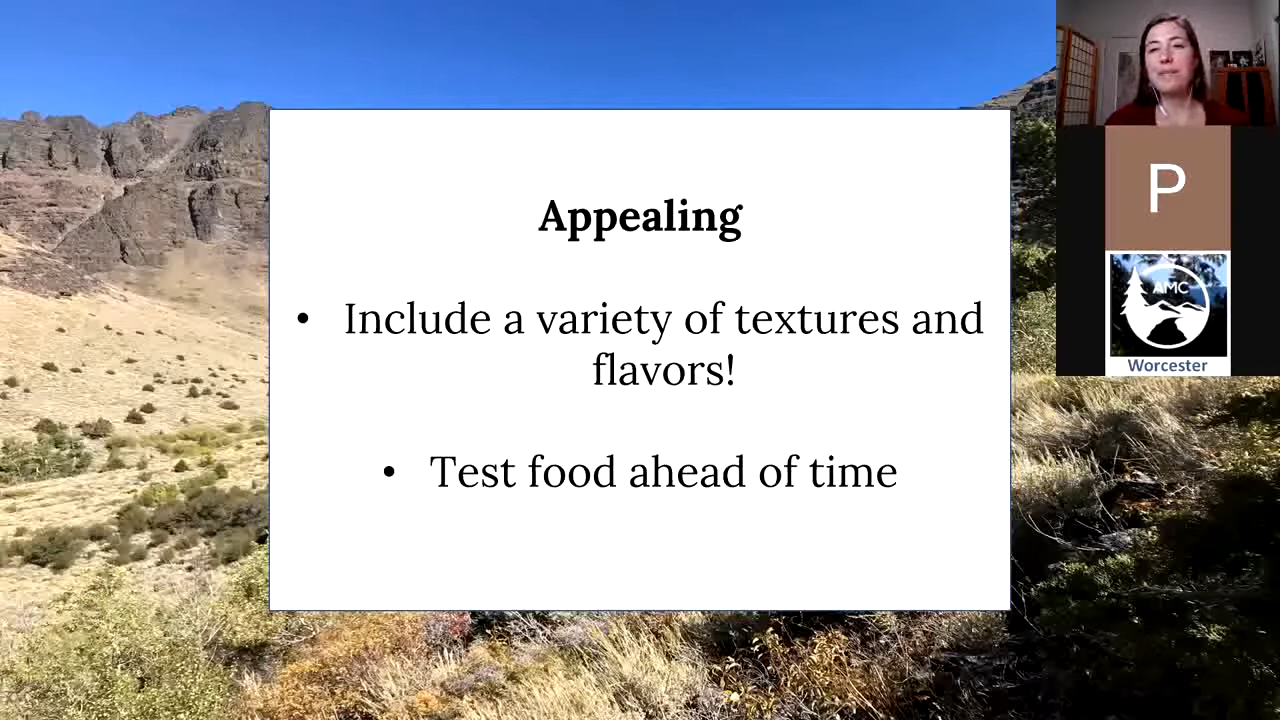 Appealing
• Include a variety of textures and
flavors!
• Test food ahead of time
P
AMC
Worcester